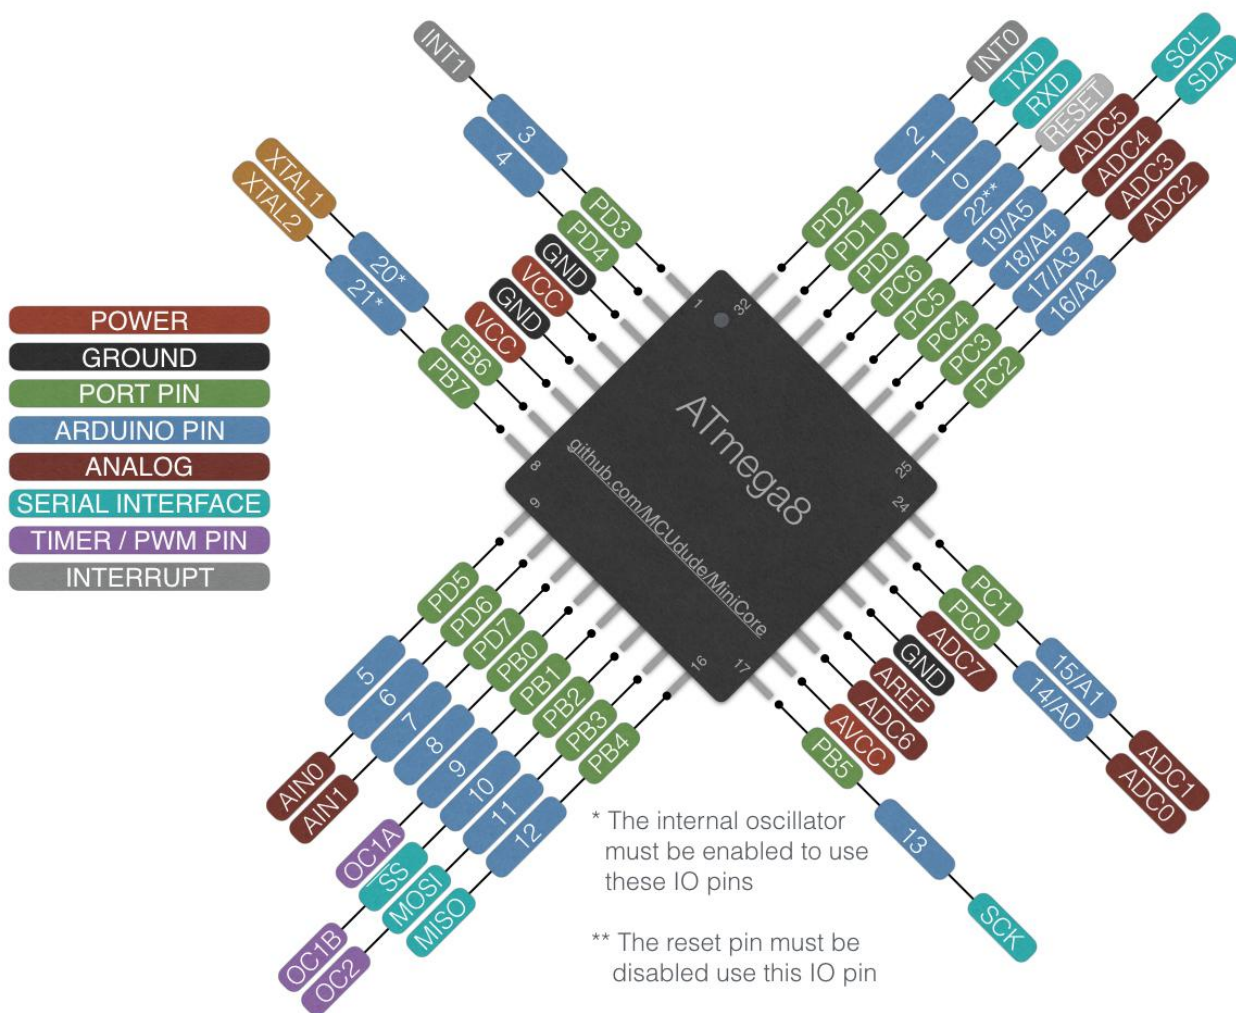 POWER
GROUND
PORT PIN
ARDUINO PIN
ANALOG
SERIAL INTERFACE
TIMER / PWM PIN
INTERRUPT
INT1
3
PD3
4
PD4
GND
VCC
GND
VCC
XTAL1
20*
PB6
XTAL2
21*
PB7
INT0
2
PD2
TXD
1
PD1
RXD
0
PD0
RESET
22**
PC6
SCL
ADC5
19/A5
PC5
SDA
ADC4
18/A4
PC4
ADC3
17/A3
PC3
ADC2
16/A2
PC2
1
32
8
9
25
24
16
17
ATmega8
github.com/MCUdude/MiniCore
PD5
5
PD6
6
AIN0
PD7
7
AIN1
PB0
8
PB1
9
OC1A
PB2
10
SS
OC1B
PB3
11
MOSI
OC2
PB4
12
MISO
PC1
15/A1
ADC1
PC0
14/A0
ADC0
ADC7
GND
AREF
ADC6
AVCC
PB5
13
SCK
* The internal oscillator
must be enabled to use
these IO pins
** The reset pin must be
disabled use this IO pin